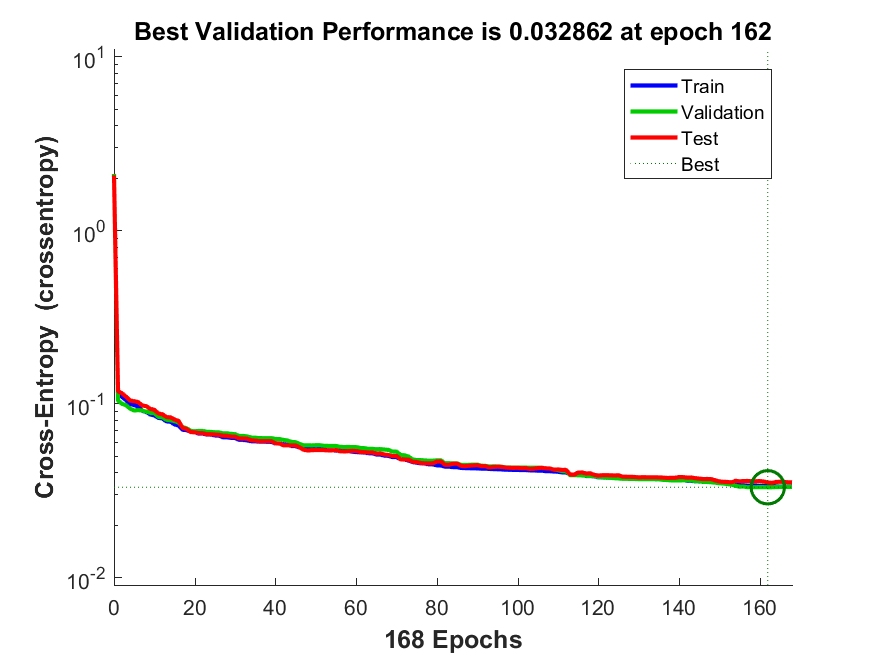 Best Validation Performance is 0.032862 at epoch 162
Cross-Entropy (crossentropy)
10^1
10^0
10^-1
10^-2
Train
Validation
Test
Best
0 20 40 60 80 100 120 140 160
168 Epochs